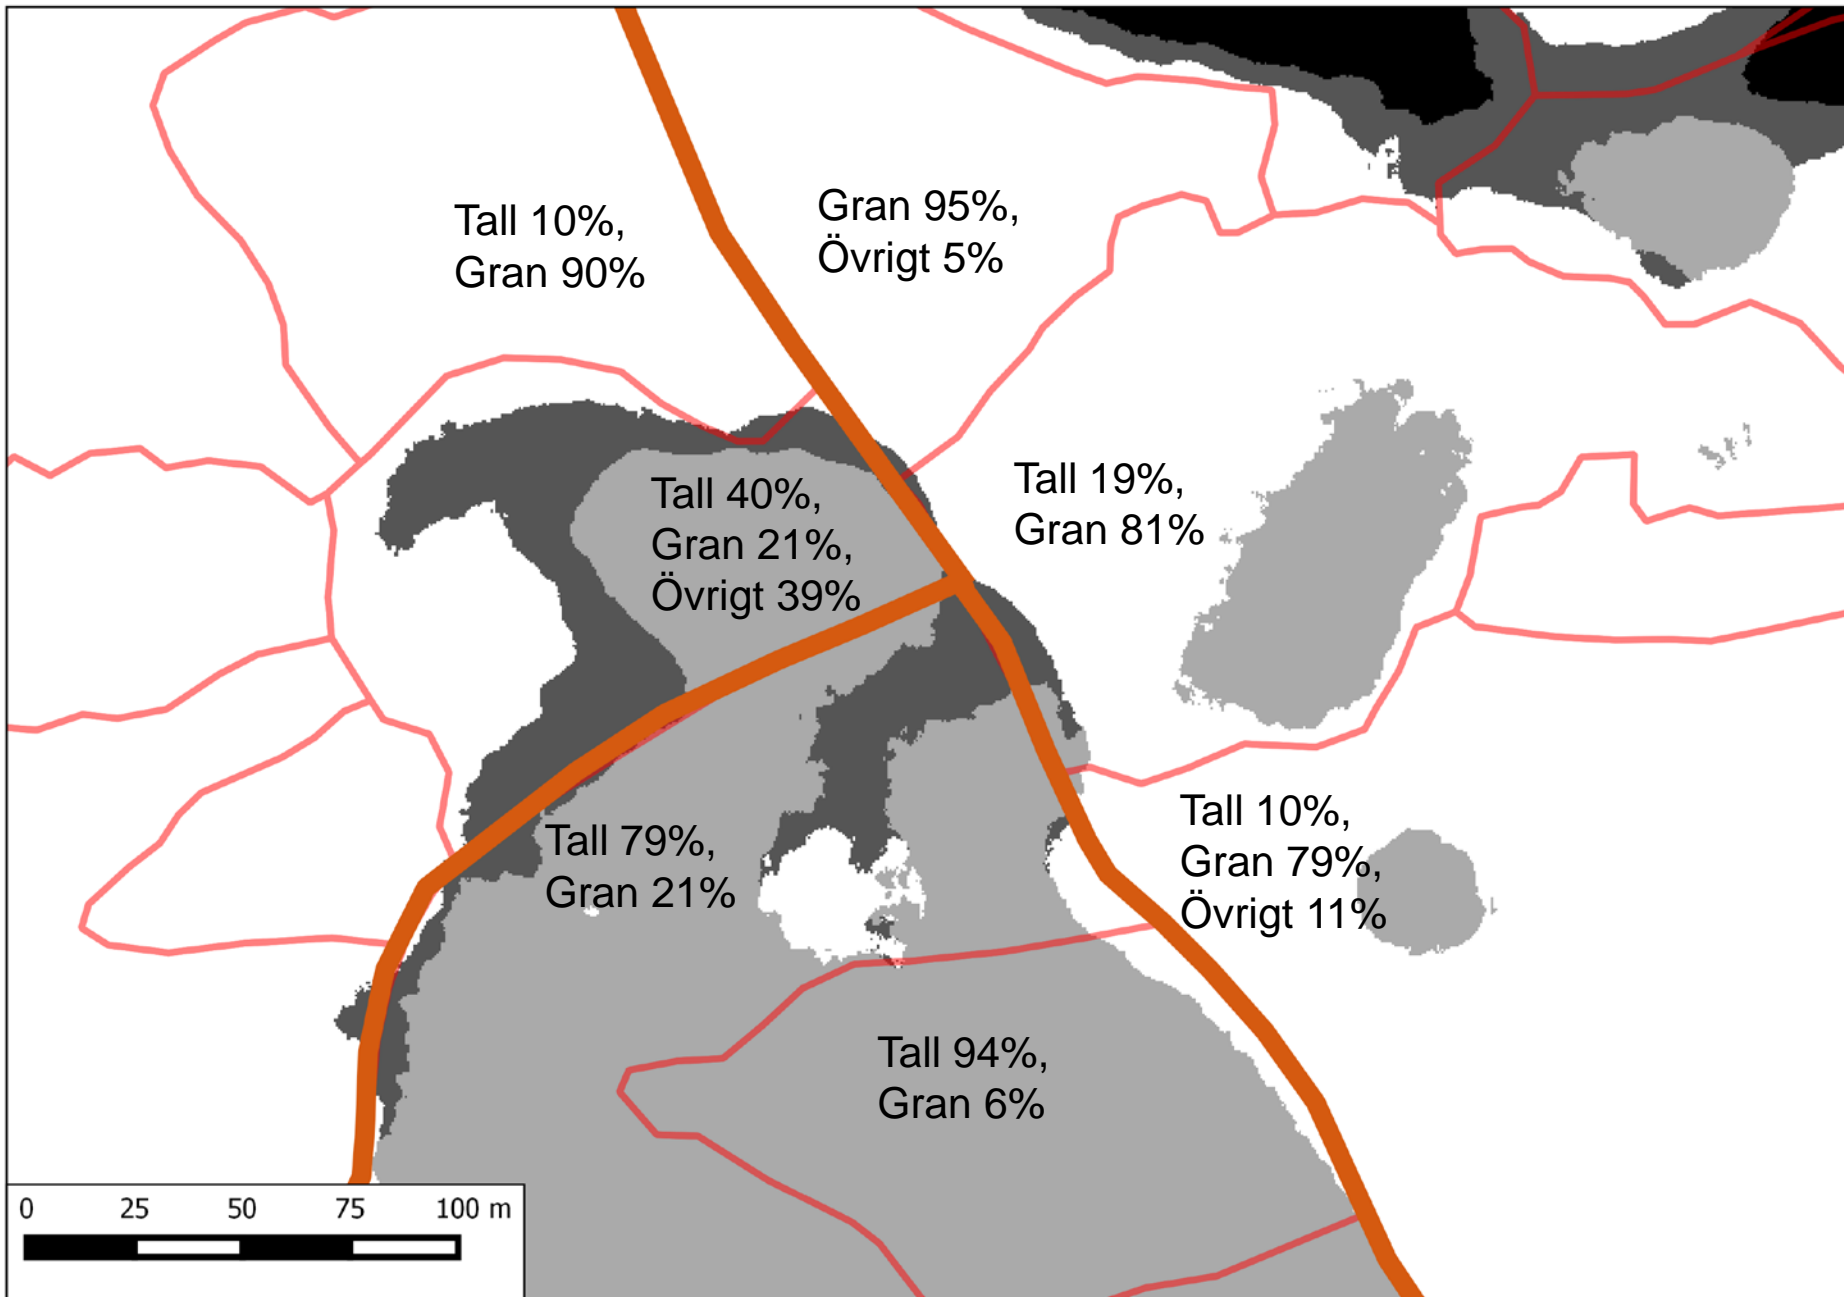 Tall 10%,
Gran 90%
Gran 95%,
Övrigt 5%
Tall 40%,
Gran 21%,
Övrigt 39%
Tall 19%,
Gran 81%
Tall 79%,
Gran 21%
Tall 10%,
Gran 79%,
Övrigt 11%
Tall 94%,
Gran 6%
0 25 50 75 100 m